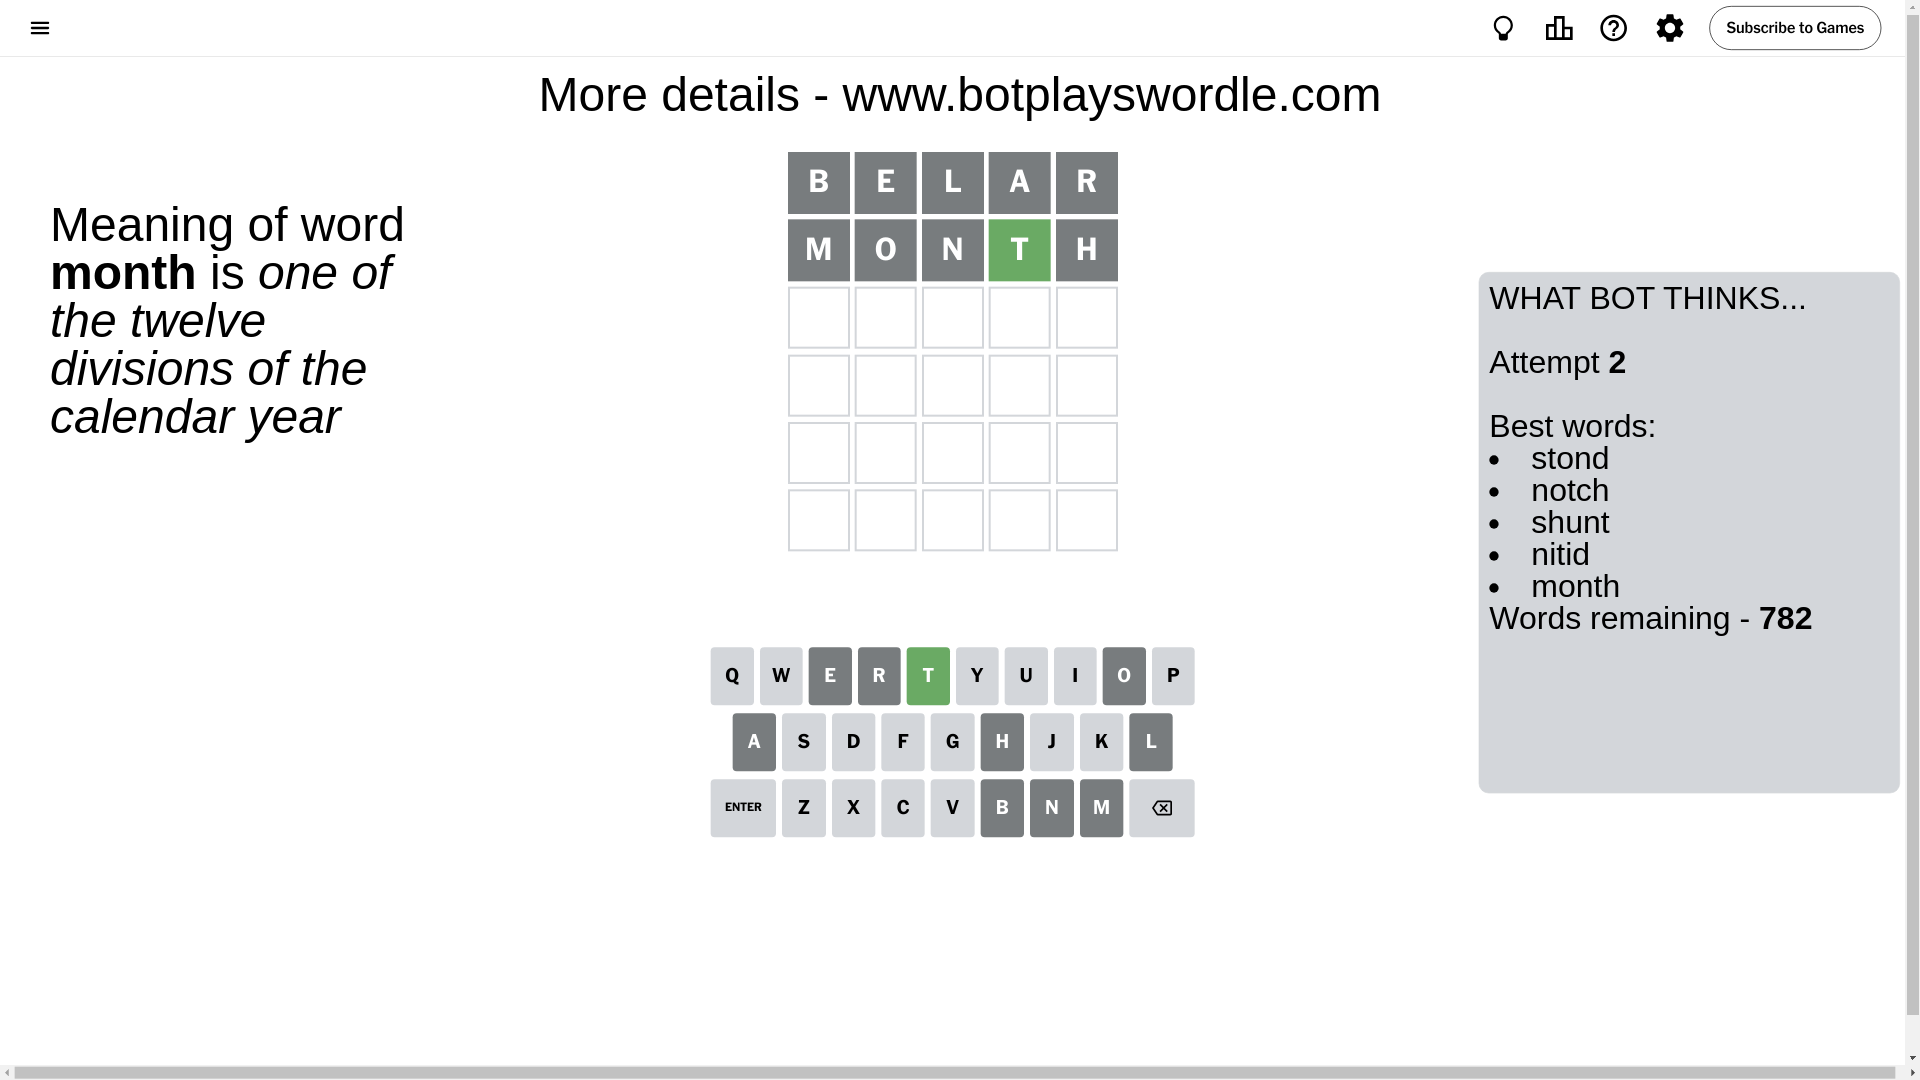 Subscribe to Games
More details - www.botplayswordle.com
Meaning of word
month is one of
the twelve
divisions of the
calendar year
B E L A R
M O N T H
WHAT BOT THINKS...
Attempt 2
Best words:
• stond
• notch
• shunt
• nitid
• month
Words remaining - 782
Q W E R T Y U I O P
A S D F G H J K L
ENTER Z X C V B N M